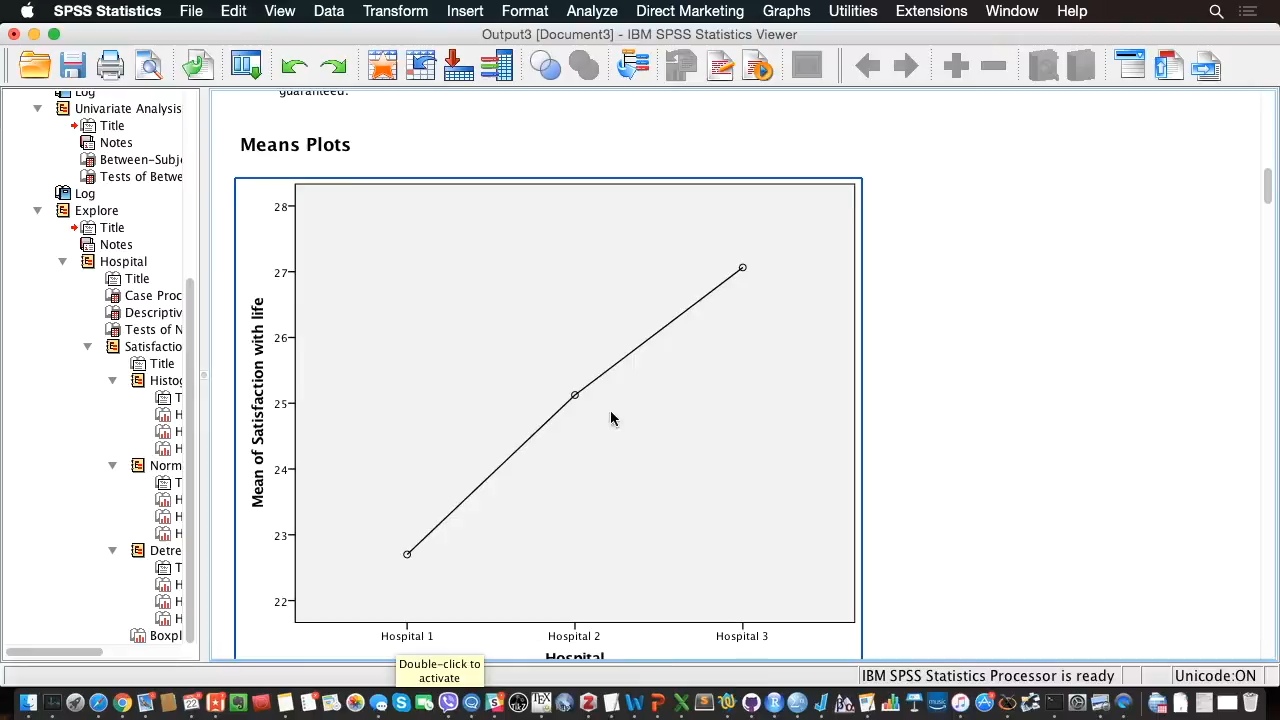 SPSS Statistics File Edit View Data Transform Insert Format Analyze Direct Marketing Graphs Utilities Extensions Window Help
Output3 [Document3] - IBM SPSS Statistics Viewer
Log
Univariate Analysis
Title
Notes
Between-Subje
Tests of Betwe
Log
Explore
Title
Notes
Hospital
Title
Case Proc
Descriptiv
Tests of N
Satisfactio
Title
Histog
T
H
H
H
Norm
T
H
H
H
Detre
T
H
H
H
Boxpl
guaranteed.
Means Plots
Mean of Satisfaction with life
28
27
26
25
24
23
22
Hospital 1 Hospital 2 Hospital 3
Hospital
Double-click to
activate
IBM SPSS Statistics Processor is ready Unicode:ON